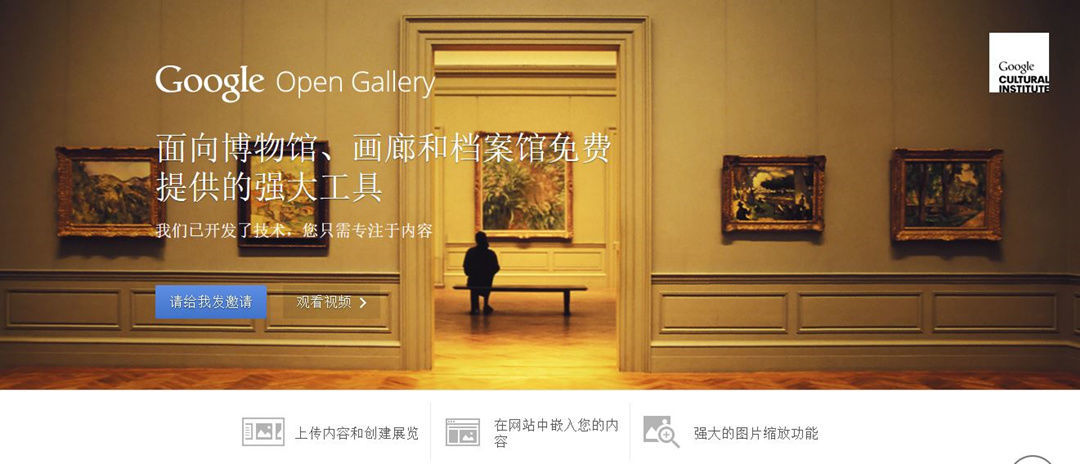 Google Open Gallery
Google
CULTURAL
INSTITUTE
面向博物馆、画廊和档案馆免费
提供的强大工具
我们已开发了技术，您只需专注于内容
请给我发邀请
观看视频
上传内容和创建展览
在网站中嵌入您的内
容
强大的图片缩放功能